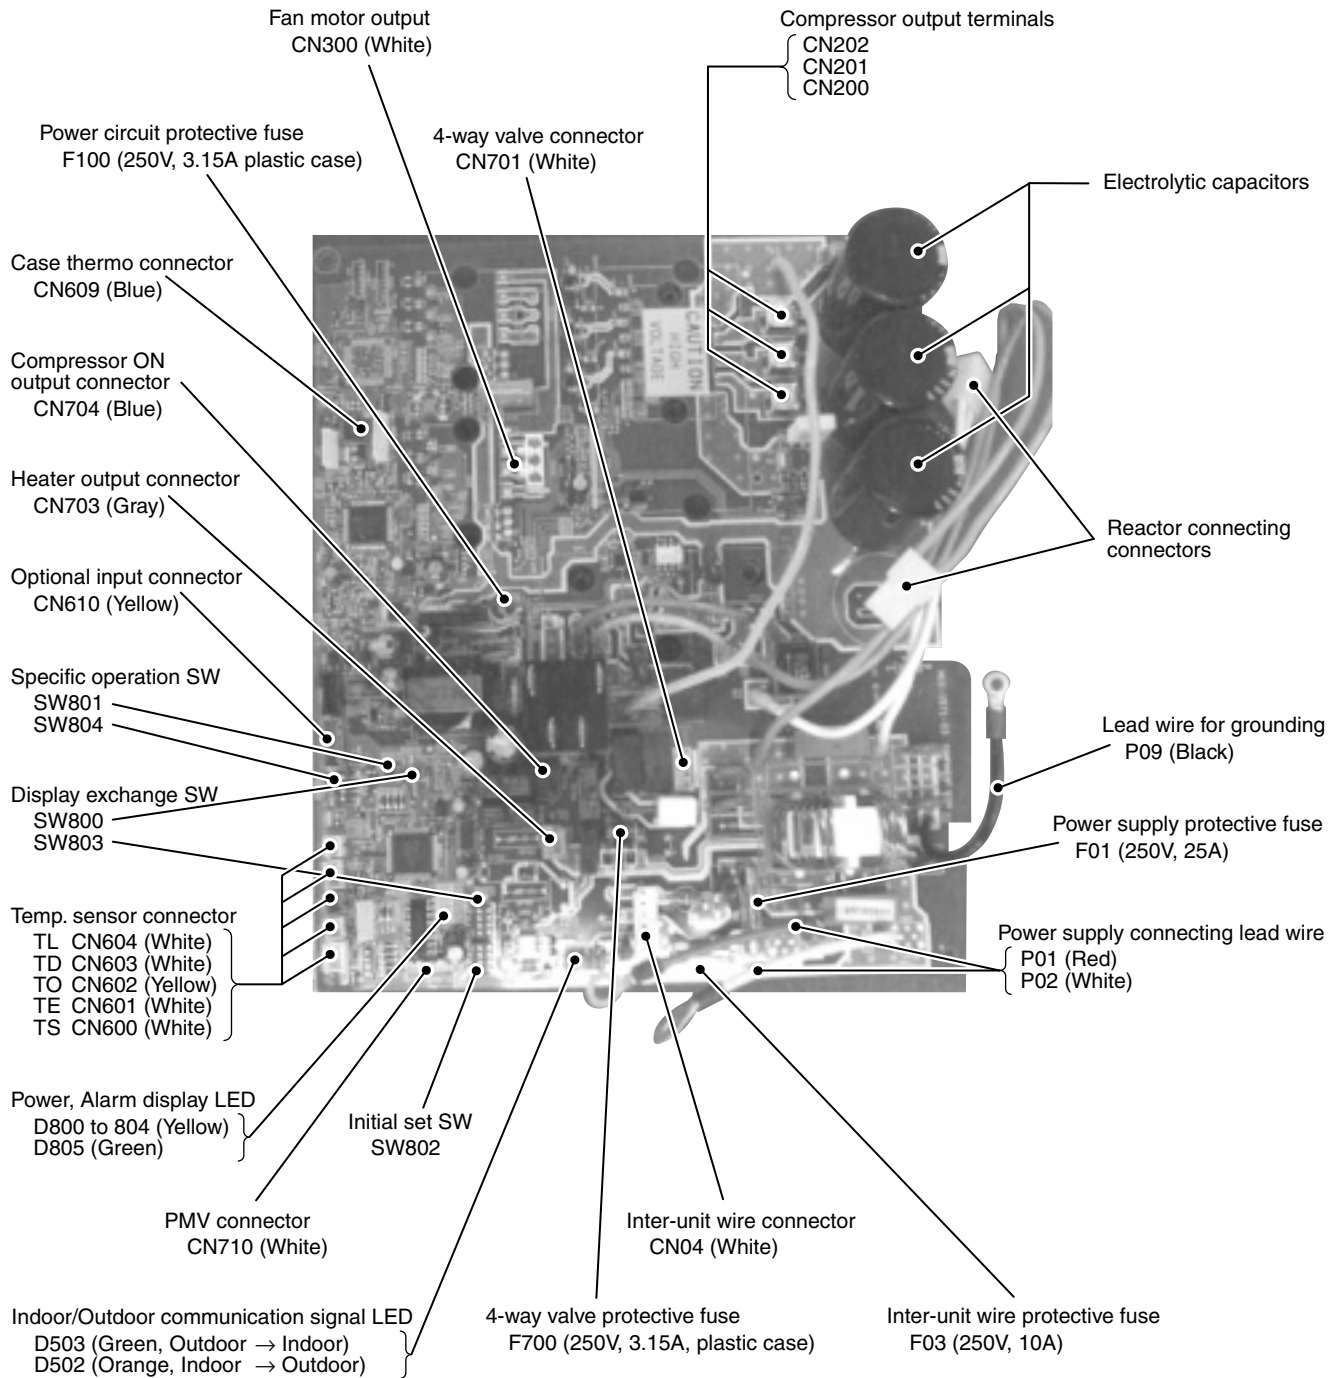 Fan motor output
CN300 (White)
Compressor output terminals
CN202
CN201
CN200
Power circuit protective fuse
F100 (250V, 3.15A plastic case)
4-way valve connector
CN701 (White)
Electrolytic capacitors
Case thermo connector
CN609 (Blue)
CAUTION
HIGH
VOLTAGE
Compressor ON
output connector
CN704 (Blue)
Heater output connector
CN703 (Gray)
Reactor connecting
connectors
Optional input connector
CN610 (Yellow)
Specific operation SW
SW801
SW804
Lead wire for grounding
P09 (Black)
Display exchange SW
SW800
SW803
Power supply protective fuse
F01 (250V, 25A)
Temp. sensor connector
TL CN604 (White)
TD CN603 (White)
TO CN602 (Yellow)
TE CN601 (White)
TS CN600 (White)
Power supply connecting lead wire
P01 (Red)
P02 (White)
Power, Alarm display LED
D800 to 804 (Yellow)
D805 (Green)
Initial set SW
SW802
PMV connector
CN710 (White)
Inter-unit wire connector
CN04 (White)
Indoor/Outdoor communication signal LED
D503 (Green, Outdoor → Indoor)
D502 (Orange, Indoor → Outdoor)
4-way valve protective fuse
F700 (250V, 3.15A, plastic case)
Inter-unit wire protective fuse
F03 (250V, 10A)